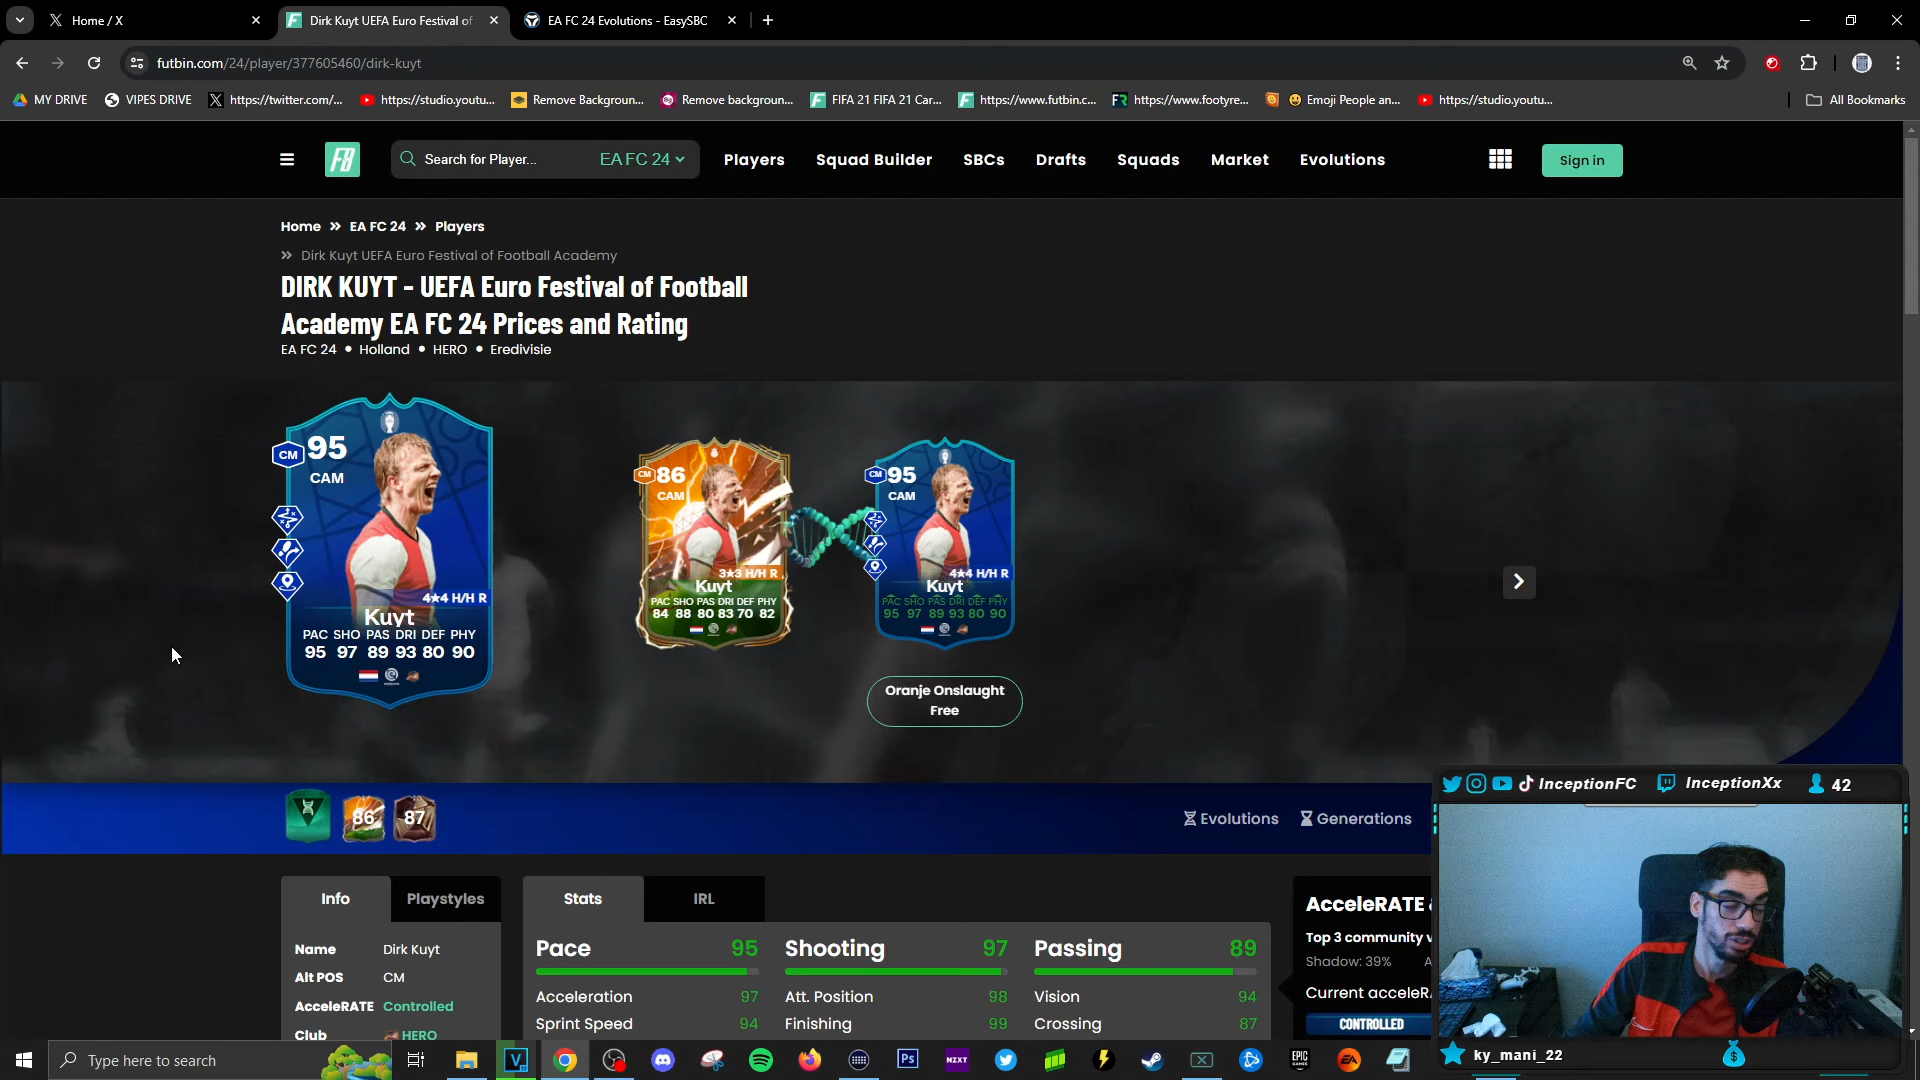 Home / X
Dirk Kuyt UEFA Euro Festival of
EA FC 24 Evolutions - EasySBC
futbin.com/24/player/377605460/dirk-kuyt
MY DRIVE
VIPES DRIVE
https://twitter.com/...
https://studio.youtu...
Remove Backgroun...
Remove backgroun...
FIFA 21 FIFA 21 Car...
https://www.futbin.c...
https://www.footyre...
Emoji People an...
https://studio.youtu...
All Bookmarks
Search for Player...
EA FC 24
Players
Squad Builder
SBCs
Drafts
Squads
Market
Evolutions
Sign in
Home » EA FC 24 » Players
» Dirk Kuyt UEFA Euro Festival of Football Academy
DIRK KUYT - UEFA Euro Festival of Football
Academy EA FC 24 Prices and Rating
EA FC 24 • Holland • HERO • Eredivisie
CM 95
CAM
4★4 H/H R
Kuyt
PAC SHO PAS DRI DEF PHY
95 97 89 93 80 90
CM 86
CAM
3★3 H/H R
Kuyt
PAC SHO PAS DRI DEF PHY
84 88 80 83 70 82
CM 95
CAM
4★4 H/H R
Kuyt
PAC SHO PAS DRI DEF PHY
95 97 89 93 80 90
Oranje Onslaught
Free
86
87
Evolutions
Generations
Info
Playstyles
Name Dirk Kuyt
Alt POS CM
AcceleRATE Controlled
Club HERO
Stats
IRL
Pace 95
Acceleration 97
Sprint Speed 94
Shooting 97
Att. Position 98
Finishing 99
Passing 89
Vision 94
Crossing 87
AcceleRATE
Top 3 community
Shadow: 39%
Current acceleR
CONTROLLED
InceptionFC
InceptionXx
42
ky_mani_22
Type here to search
V
Ps
NZXT
EPIC GAMES
EA